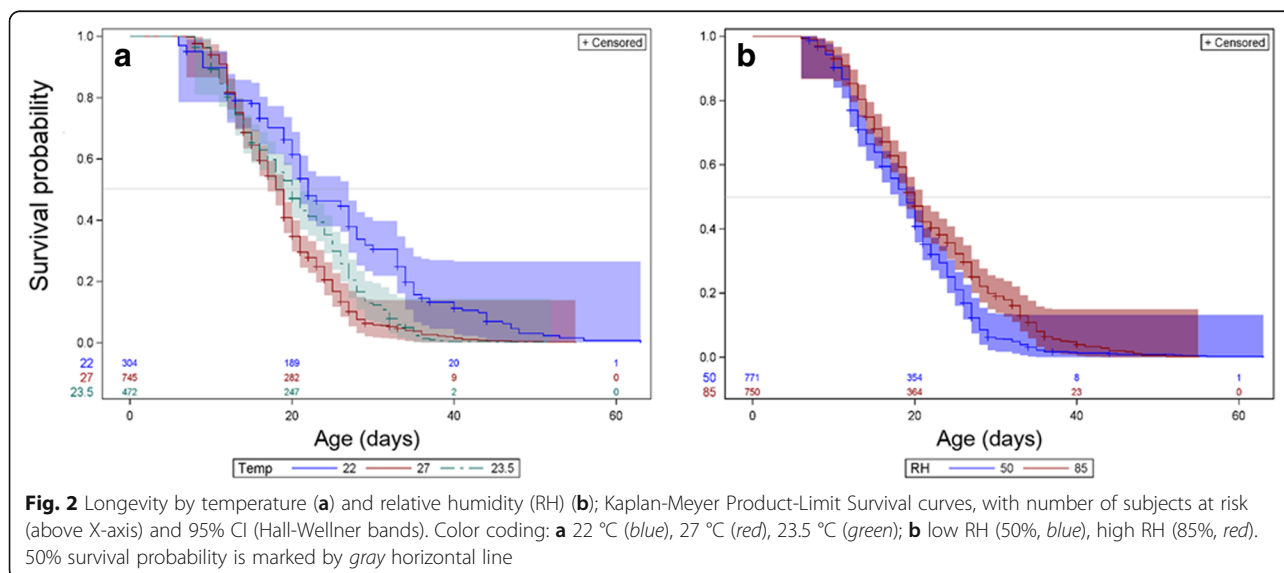 a
+ Censored
Survival probability
1.0
0.8
0.6
0.4
0.2
0.0
22 304 189 20 1
27 745 282 9 0
23.5 472 247 2 0
0 20 40 60
Age (days)
Temp 22 27 23.5
b
+ Censored
1.0
0.8
0.6
0.4
0.2
0.0
50 771 354 8 1
85 750 364 23 0
0 20 40 60
Age (days)
RH 50 85
Fig. 2 Longevity by temperature (a) and relative humidity (RH) (b); Kaplan-Meyer Product-Limit Survival curves, with number of subjects at risk
(above X-axis) and 95% CI (Hall-Wellner bands). Color coding: a 22 °C (blue), 27 °C (red), 23.5 °C (green); b low RH (50%, blue), high RH (85%, red).
50% survival probability is marked by gray horizontal line